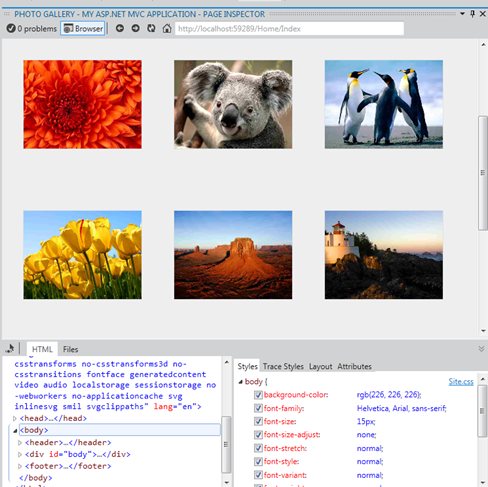 PHOTO GALLERY - MY ASP.NET MVC APPLICATION - PAGE INSPECTOR
0 problems Browser http://localhost:59289/Home/Index
HTML Files
csstransforms no-csstransforms3d no-
csstransitions fontface generatedcontent
video audio localstorage sessionstorage no
-webworkers no-applicationcache svg
inlinesvg smil svgclippaths" lang="en">
<head>…</head>
<body>
<header>…</header>
<div id="body">…</div>
<footer>…</footer>
</body>
Styles Trace Styles Layout Attributes
body { Site.css
background-color: rgb(226, 226, 226);
font-family: Helvetica, Arial, sans-serif;
font-size: 15px;
font-size-adjust: none;
font-stretch: normal;
font-style: normal;
font-variant: normal;